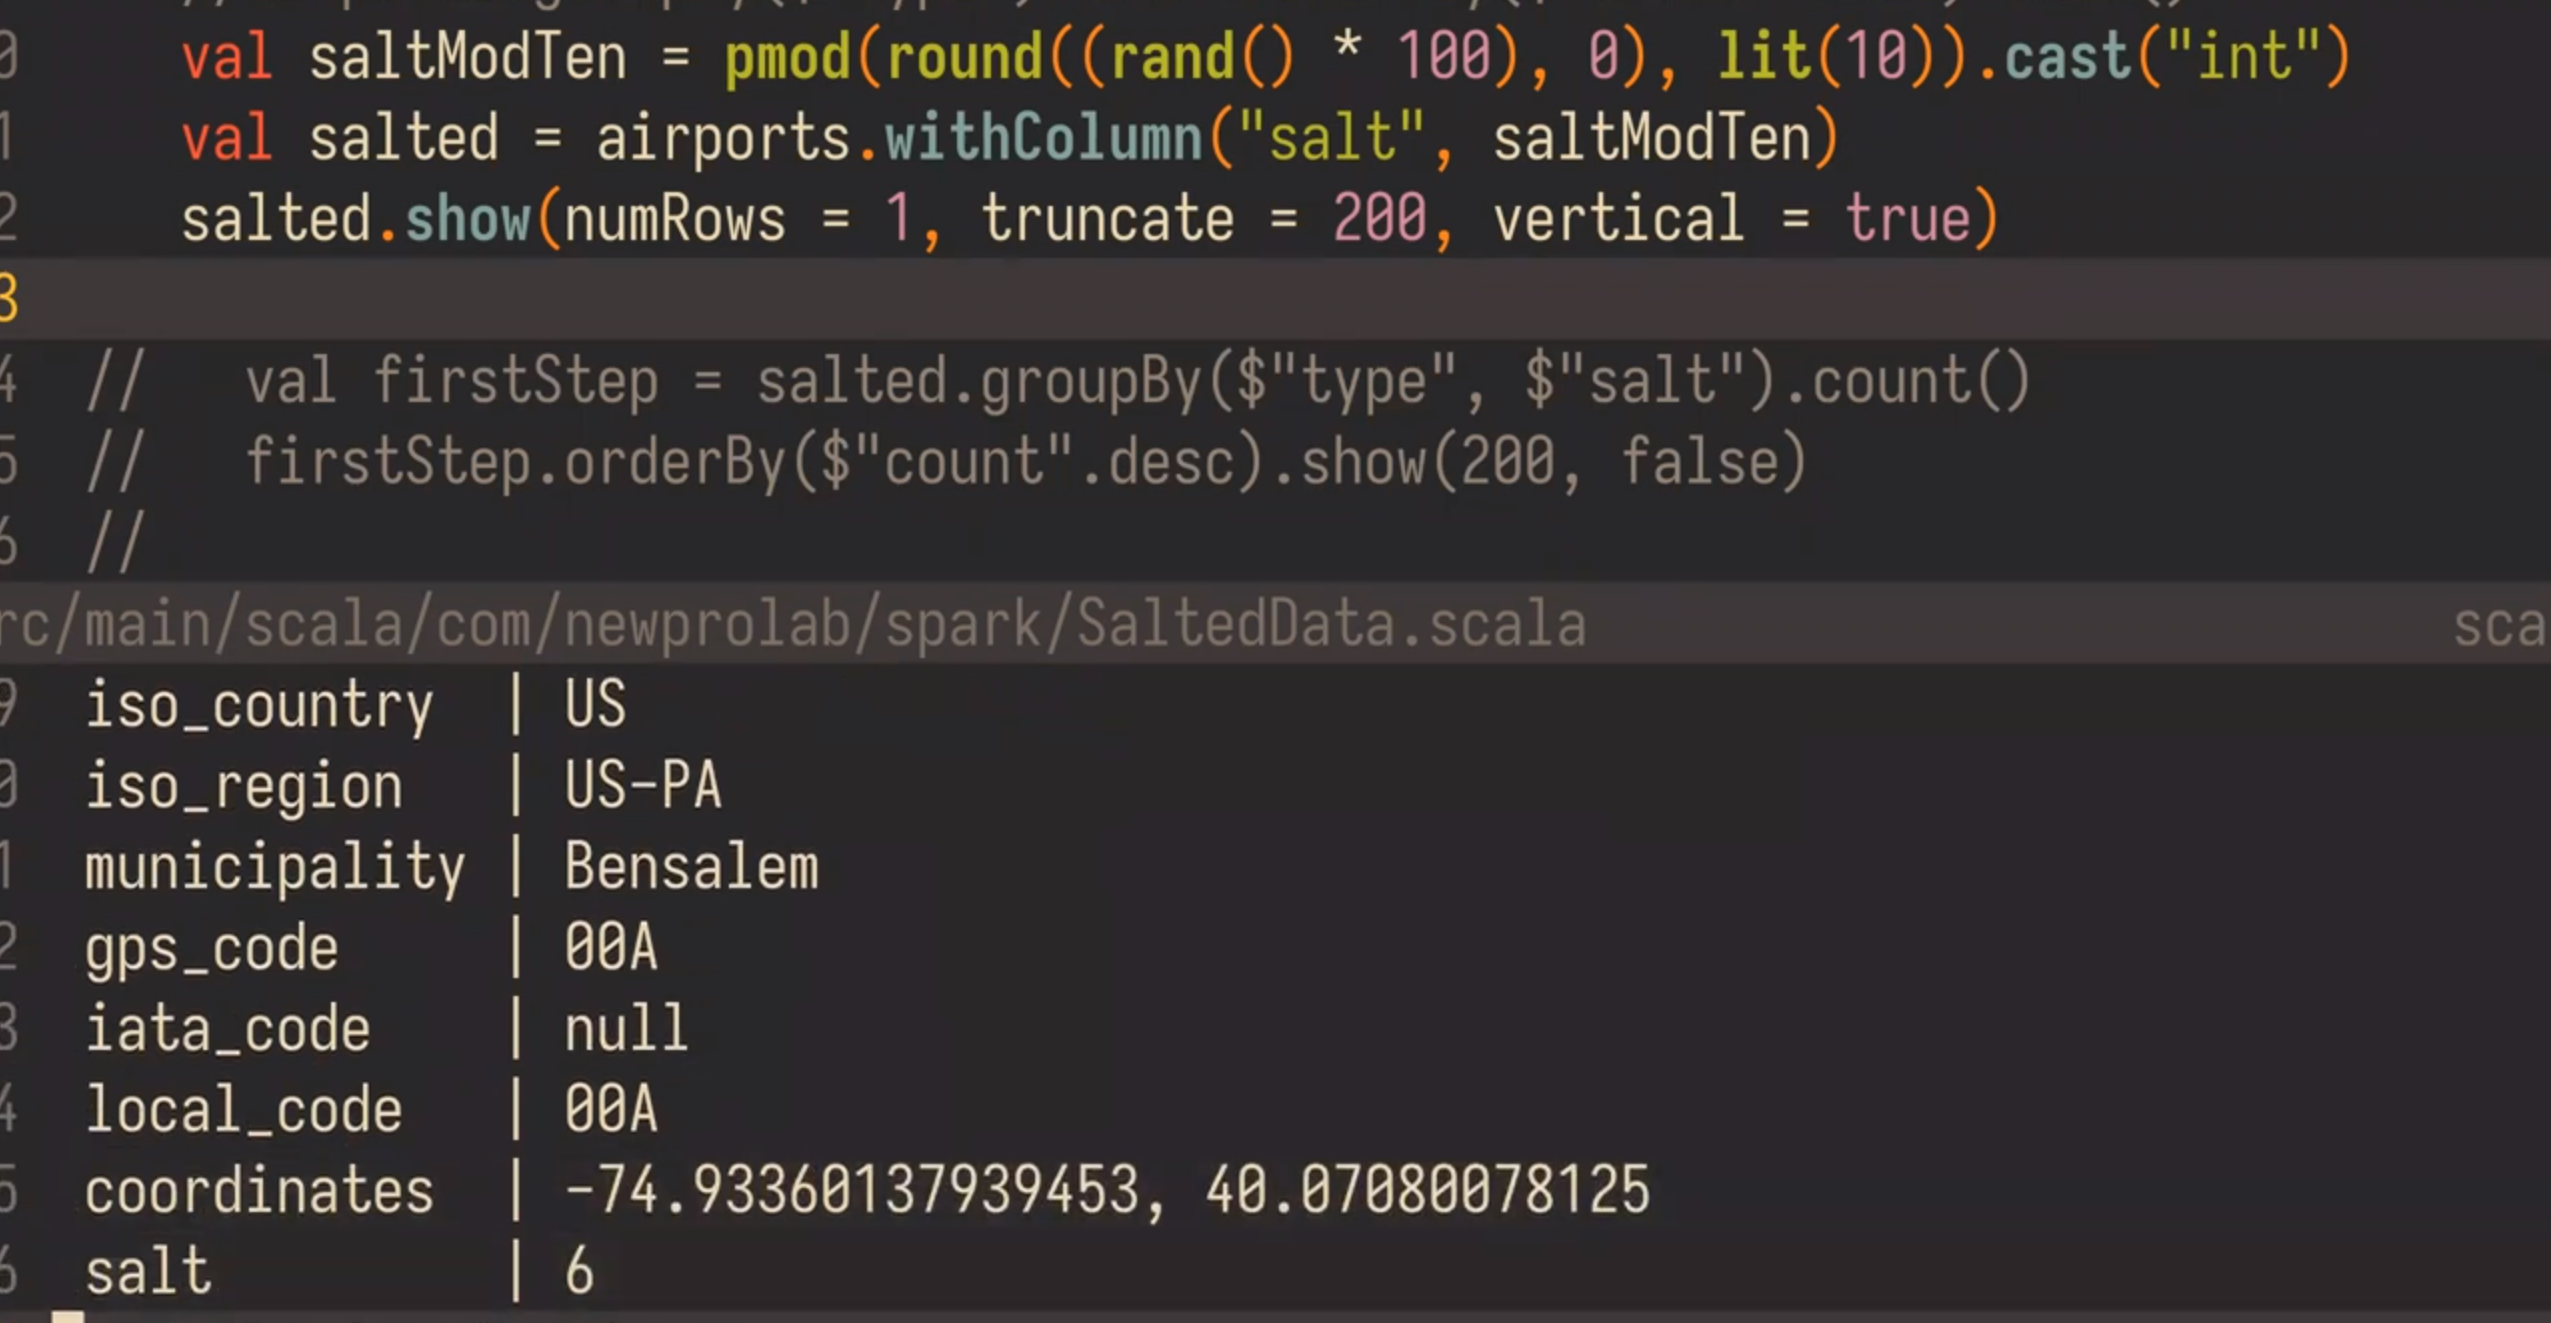 0 val saltModTen = pmod(round((rand() * 100), 0), lit(10)).cast("int")
1 val salted = airports.withColumn("salt", saltModTen)
2 salted.show(numRows = 1, truncate = 200, vertical = true)
3
4 // val firstStep = salted.groupBy($"type", $"salt").count()
5 // firstStep.orderBy($"count".desc).show(200, false)
6 //
rc/main/scala/com/newprolab/spark/SaltedData.scala sca
9 iso_country | US
0 iso_region | US-PA
1 municipality | Bensalem
2 gps_code | 00A
3 iata_code | null
4 local_code | 00A
5 coordinates | -74.93360137939453, 40.07080078125
6 salt | 6